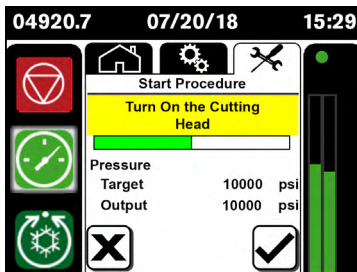 04920.7 07/20/18 15:29
Start Procedure
Turn On the Cutting
Head
Pressure
Target 10000 psi
Output 10000 psi